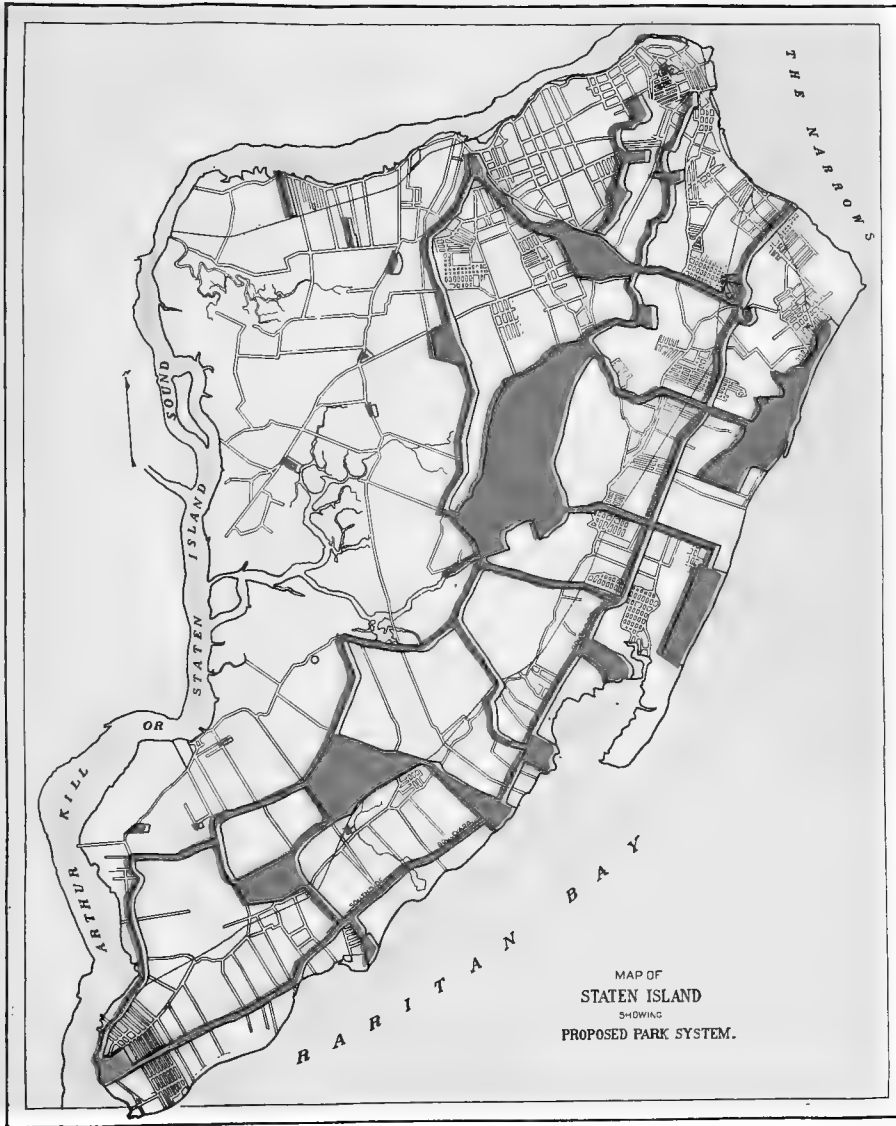 THE NARROWS
STATEN ISLAND SOUND
OR
ARTHUR KILL
RARITAN BAY
MAP OF
STATEN ISLAND
SHOWING
PROPOSED PARK SYSTEM.